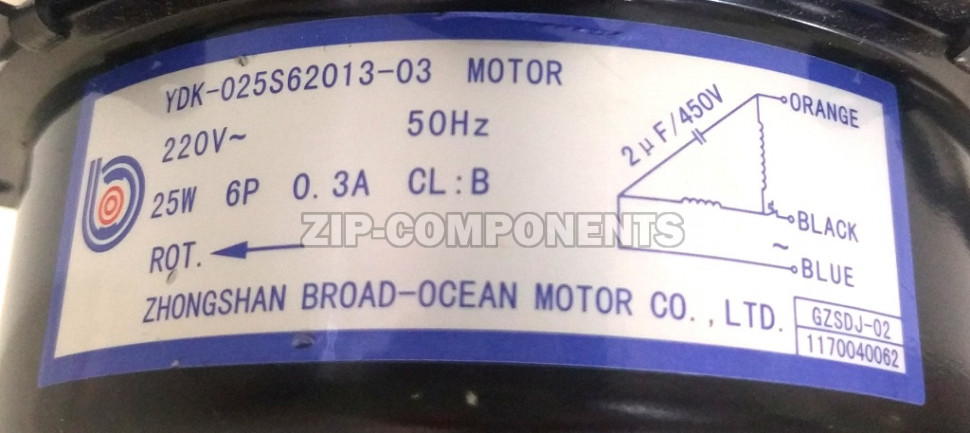 YDK-025S62013-03 MOTOR
220V~ 50Hz
25W 6P 0.3A CL:B
ROT.
ZHONGSHAN BROAD-OCEAN MOTOR CO.,LTD.
2μF/450V
ORANGE
BLACK
~
BLUE
GZSDJ-02
1170040062
ZIP-COMPONENTS